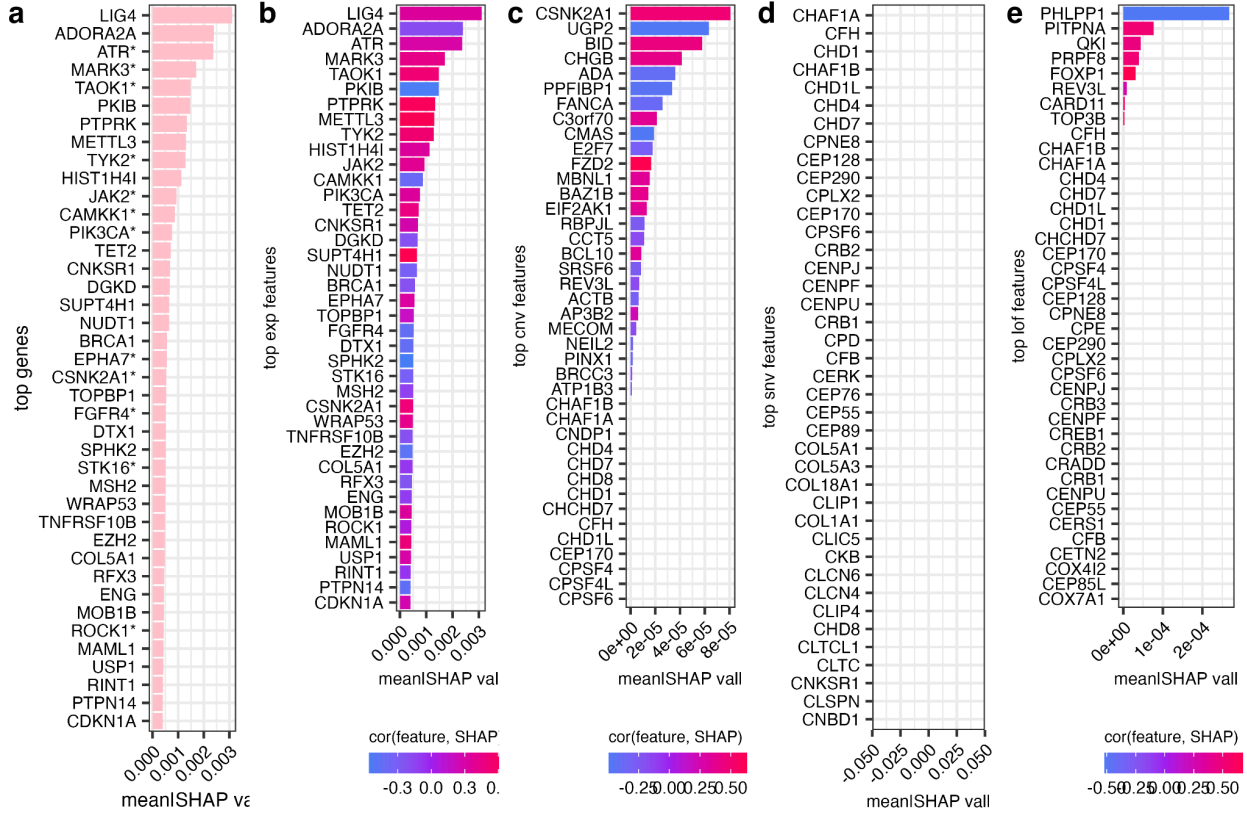 a
top genes
LIG4
ADORA2A
ATR*
MARK3*
TAOK1*
PKIB
PTPRK
METTL3
TYK2*
HIST1H4I
JAK2*
CAMKK1*
PIK3CA*
TET2
CNKSR1
DGKD
SUPT4H1
NUDT1
BRCA1
EPHA7*
CSNK2A1*
TOPBP1
FGFR4*
DTX1
SPHK2
STK16*
MSH2
WRAP53
TNFRSF10B
EZH2
COL5A1
RFX3
ENG
MOB1B
ROCK1*
MAML1
USP1
RINT1
PTPN14
CDKN1A
0.000 0.001 0.002 0.003
mean|SHAP va
b
top exp features
LIG4
ADORA2A
ATR
MARK3
TAOK1
PKIB
PTPRK
METTL3
TYK2
HIST1H4I
JAK2
CAMKK1
PIK3CA
TET2
CNKSR1
DGKD
SUPT4H1
NUDT1
BRCA1
EPHA7
TOPBP1
FGFR4
DTX1
SPHK2
STK16
MSH2
CSNK2A1
WRAP53
TNFRSF10B
EZH2
COL5A1
RFX3
ENG
MOB1B
ROCK1
MAML1
USP1
RINT1
PTPN14
CDKN1A
0.000 0.001 0.002 0.003
mean|SHAP val
cor(feature, SHAP)
-0.3 0.0 0.3 0.
c
top cnv features
CSNK2A1
UGP2
BID
CHGB
ADA
PPFIBP1
FANCA
C3orf70
CMAS
E2F7
FZD2
MBNL1
BAZ1B
EIF2AK1
RBPJL
CCT5
BCL10
SRSF6
REV3L
ACTB
AP3B2
MECOM
NEIL2
PINX1
BRCC3
ATP1B3
CHAF1B
CHAF1A
CNDP1
CHD4
CHD7
CHD8
CHD1
CHCHD7
CFH
CHD1L
CEP170
CPSF4
CPSF4L
CPSF6
0e+00 2e-05 4e-05 6e-05 8e-05
mean|SHAP val|
cor(feature, SHAP)
-0.25 0.00 0.25 0.50
d
top snv features
CHAF1A
CFH
CHD1
CHAF1B
CHD1L
CHD4
CHD7
CPNE8
CEP128
CEP290
CPLX2
CEP170
CPSF6
CRB2
CENPJ
CENPF
CENPU
CRB1
CPD
CFB
CERK
CEP76
CEP55
CEP89
COL5A1
COL5A3
COL18A1
CLIP1
COL1A1
CLIC5
CKB
CLCN6
CLCN4
CLIP4
CHD8
CLTCL1
CLTC
CNKSR1
CLSPN
CNBD1
-0.050 -0.025 0.000 0.025 0.050
mean|SHAP val|
e
top lof features
PHLPP1
PITPNA
QKI
PRPF8
FOXP1
REV3L
CARD11
TOP3B
CFH
CHAF1B
CHAF1A
CHD4
CHD7
CHD1L
CHD1
CHCHD7
CEP170
CPSF4
CPSF4L
CEP128
CPNE8
CPE
CEP290
CPLX2
CPSF6
CENPJ
CRB3
CENPF
CREB1
CRB2
CRADD
CRB1
CENPU
CEP55
CERS1
CFB
CETN2
COX4I2
CEP85L
COX7A1
0e+00 1e-04 2e-04
mean|SHAP val|
cor(feature, SHAP)
-0.50 0.25 0.00 0.25 0.50